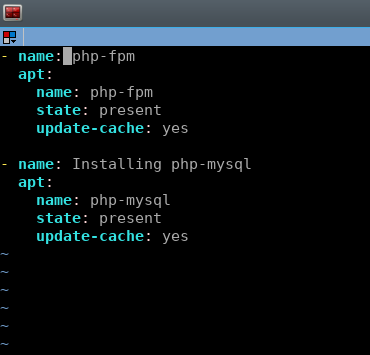 - name: php-fpm
  apt:
    name: php-fpm
    state: present
    update-cache: yes

- name: Installing php-mysql
  apt:
    name: php-mysql
    state: present
    update-cache: yes
~
~
~
~
~
~